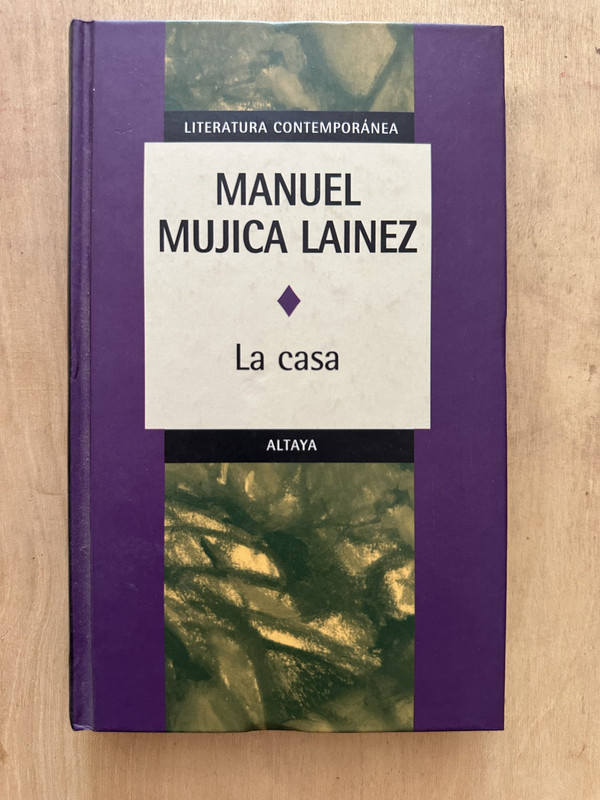 LITERATURA CONTEMPORÁNEA
MANUEL
MUJICA LAINEZ
La casa
ALTAYA